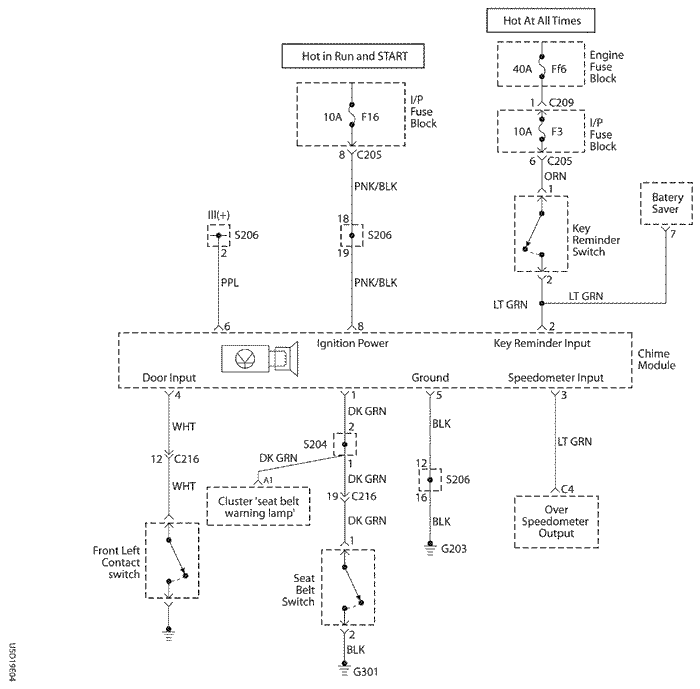 Hot At All Times
Hot in Run and START
40A Ff6
Engine
Fuse
Block
1 C209
10A F16
I/P
Fuse
Block
10A F3
I/P
Fuse
Block
8 C205
6 C205
ORN
PNK/BLK
1
Batery
Saver
III(+)
S206
2
18
S206
19
Key
Reminder
Switch
7
PPL
PNK/BLK
2
LT GRN
LT GRN
6
8
2
Ignition Power
Key Reminder Input
Chime
Module
Door Input
Ground
Speedometer Input
4
1
5
3
DK GRN
WHT
BLK
2
S204
1
LT GRN
12 C216
DK GRN
12
S206
16
A1
DK GRN
WHT
Cluster 'seat belt
warning lamp'
19 C216
C4
DK GRN
BLK
Over
Speedometer
Output
Front Left
Contact
switch
1
G203
Seat
Belt
Switch
2
BLK
G301
USO19E04